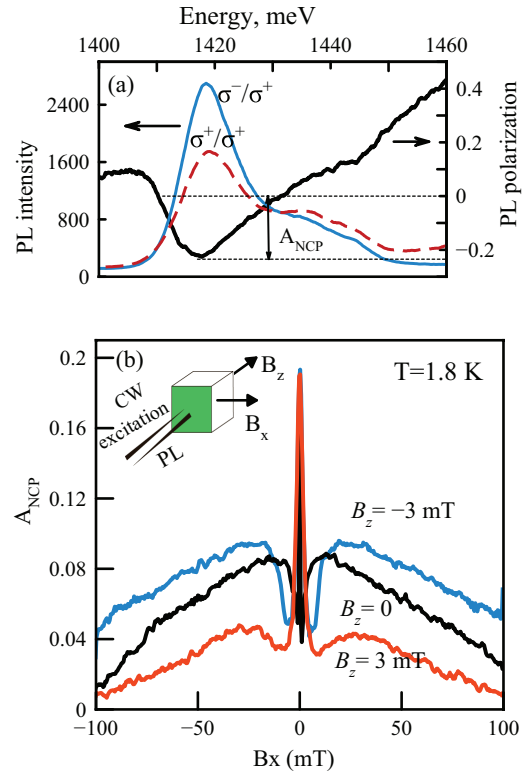 Energy, meV
1400 1420 1440 1460
(a)
σ⁻/σ⁺
σ⁺/σ⁺
A_NCP
PL intensity
2800
1600
800
0
PL polarization
0.4
0.2
0
−0.2
(b)
T=1.8 K
B_z
B_x
CW
excitation
PL
B_z = −3 mT
B_z = 0
B_z = 3 mT
A_NCP
0.2
0.16
0.12
0.08
0.04
0
−100 −50 0 50 100
Bx (mT)